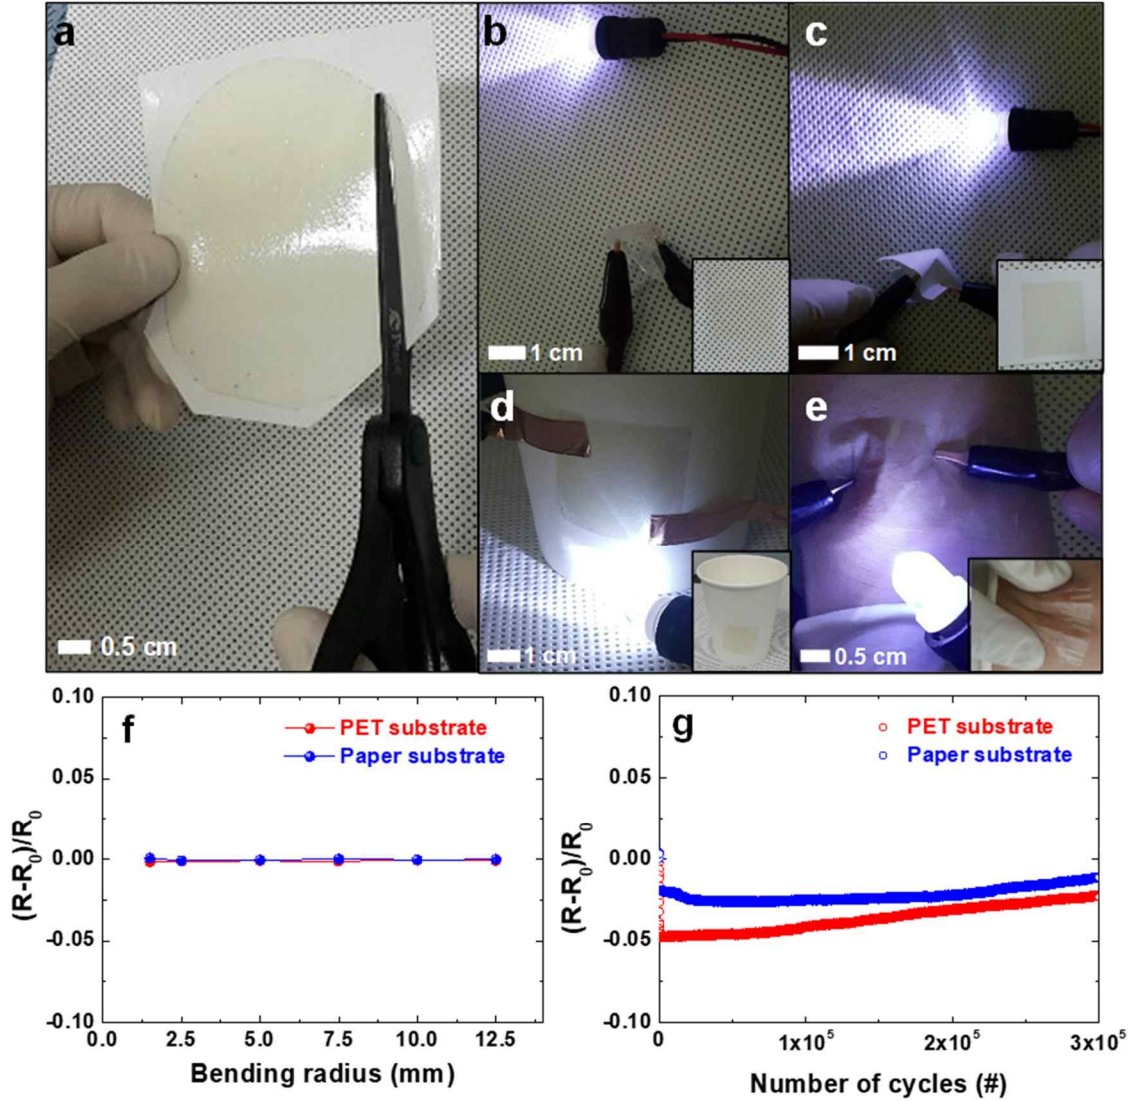 a
b
c
1 cm
1 cm
d
e
0.5 cm
1 cm
0.5 cm
f
PET substrate
Paper substrate
0.10
0.05
0.00
-0.05
-0.10
(R-R0)/R0
0.0 2.5 5.0 7.5 10.0 12.5
Bending radius (mm)
g
PET substrate
Paper substrate
0.10
0.05
0.00
-0.05
-0.10
(R-R0)/R0
0 1x10^5 2x10^5 3x10^5
Number of cycles (#)